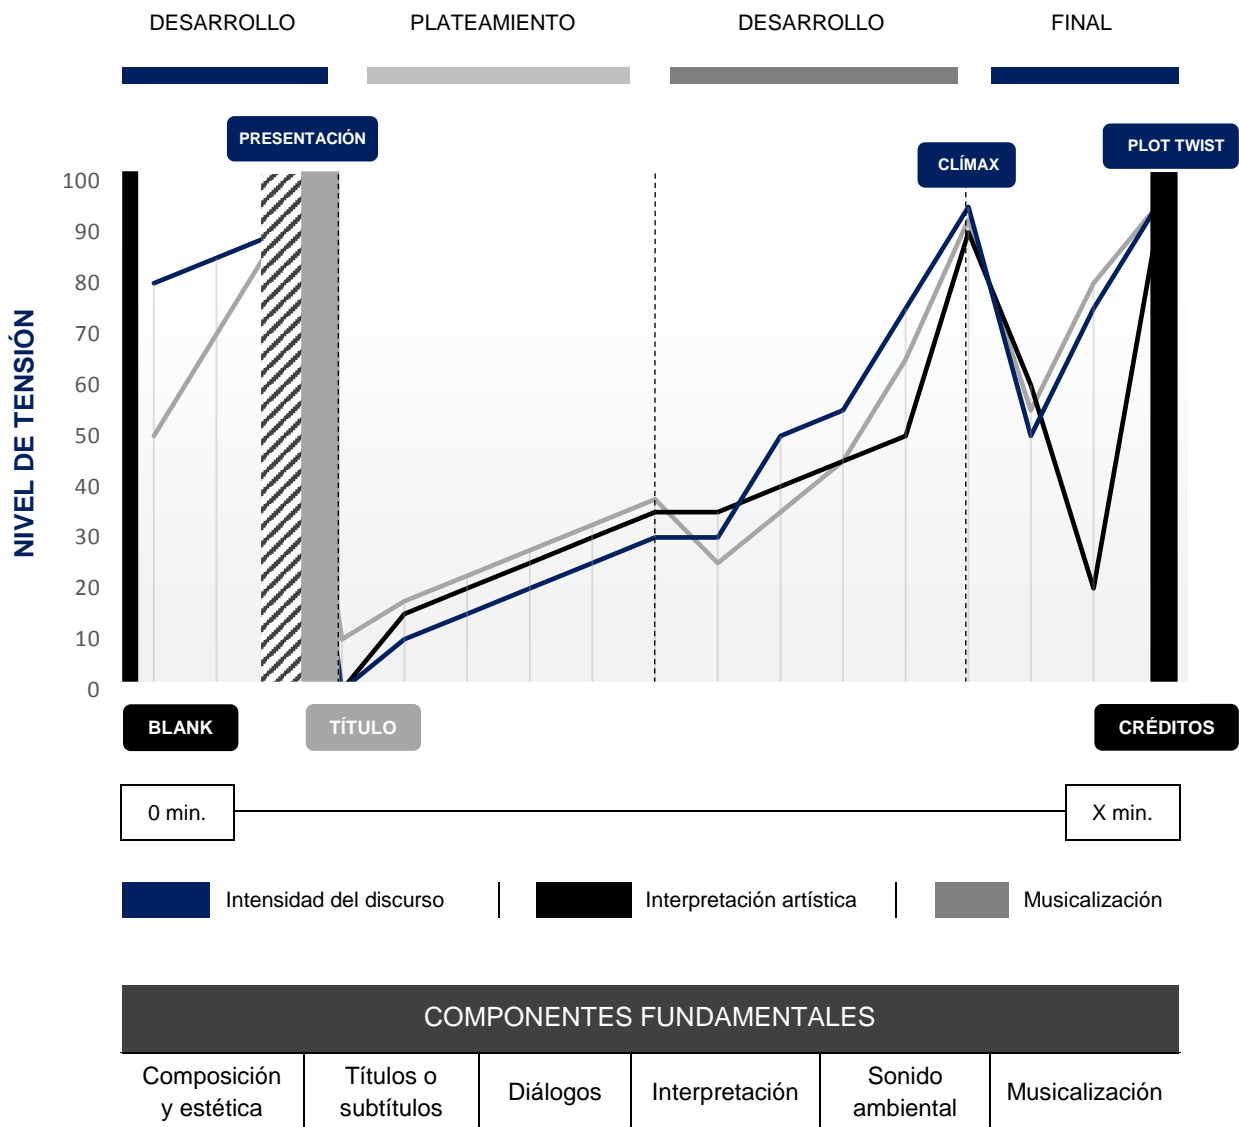 DESARROLLO PLATEAMIENTO DESARROLLO FINAL
PRESENTACIÓN
PLOT TWIST
CLÍMAX
NIVEL DE TENSIÓN
100
90
80
70
60
50
40
30
20
10
0
BLANK TÍTULO CRÉDITOS
0 min. X min.
Intensidad del discurso Interpretación artística Musicalización
COMPONENTES FUNDAMENTALES
Composición y estética
Títulos o subtítulos
Diálogos
Interpretación
Sonido ambiental
Musicalización